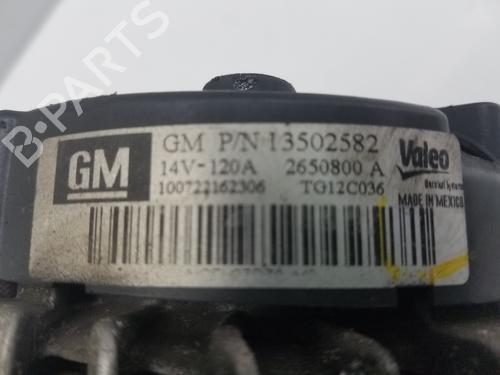 B-PARTS
GM
GM P/N 13502582
14V-120A 2650800 A
100722162306 TG12C036
Valeo
MADE IN MEXICO